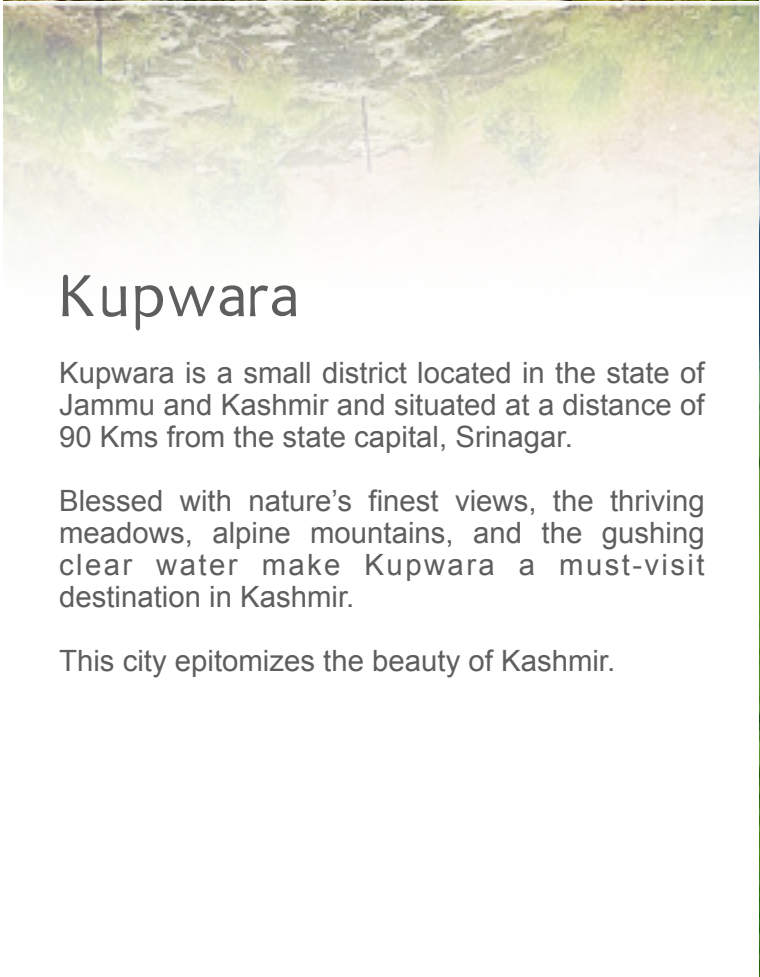 Kupwara
Kupwara is a small district located in the state of
Jammu and Kashmir and situated at a distance of
90 Kms from the state capital, Srinagar.
Blessed with nature’s finest views, the thriving
meadows, alpine mountains, and the gushing
clear water make Kupwara a must-visit
destination in Kashmir.
This city epitomizes the beauty of Kashmir.